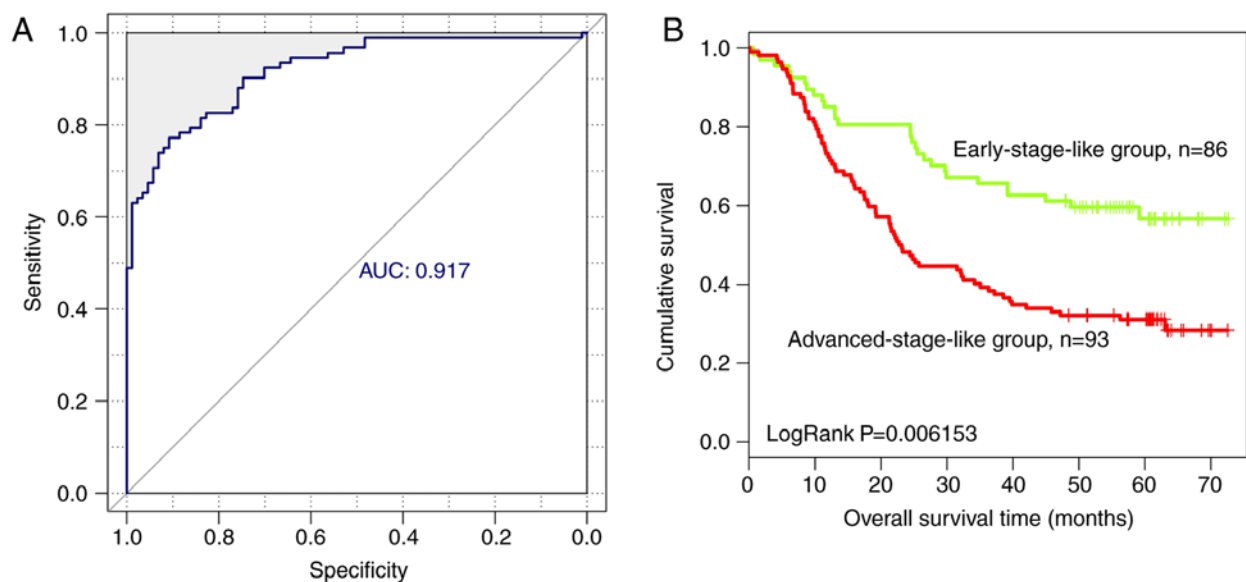 A
1.0
0.8
0.6
0.4
0.2
0.0
Sensitivity
AUC: 0.917
1.0 0.8 0.6 0.4 0.2 0.0
Specificity
B
1.0
0.8
0.6
0.4
0.2
0.0
Cumulative survival
Early-stage-like group, n=86
Advanced-stage-like group, n=93
LogRank P=0.006153
0 10 20 30 40 50 60 70
Overall survival time (months)